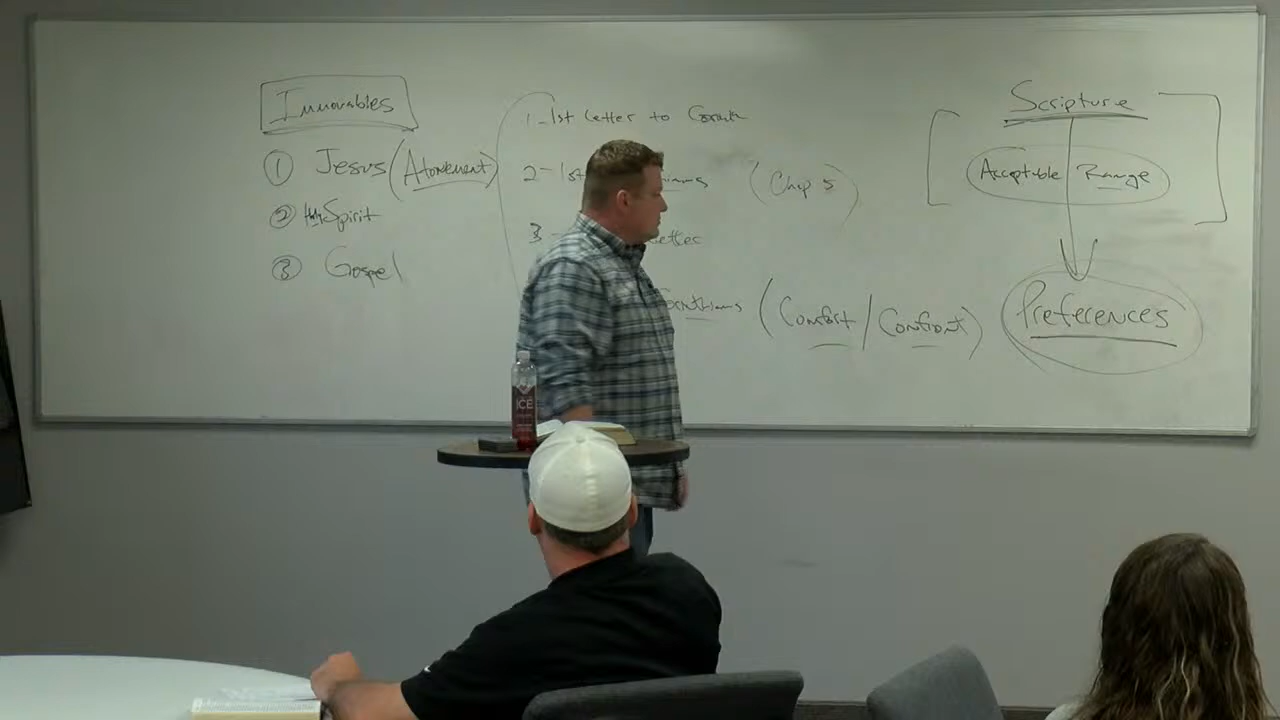 Immovables
① Jesus (Atonement)
② Holy Spirit
③ Gospel
1 - 1st Letter to Corinth
2 - 1st (Chap 5)
3 -
(Comfort / Confront)
Scripture
Acceptable Range
Preferences
ICE